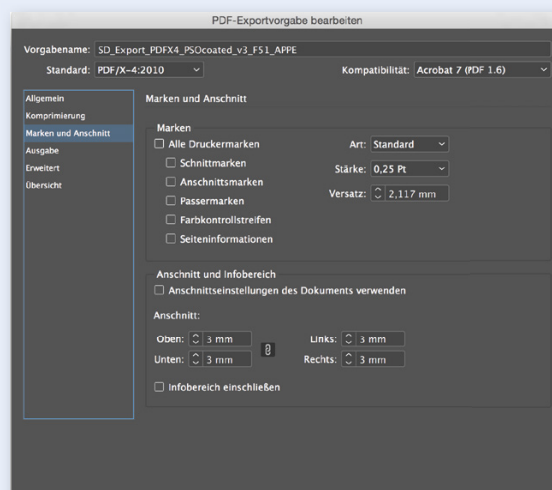 PDF-Exportvorgabe bearbeiten
Vorgabename: SD_Export_PDFX4_PSOcoated_v3_F51_APPE
Standard: PDF/X-4:2010 Kompatibilität: Acrobat 7 (PDF 1.6)
Allgemein
Komprimierung
Marken und Anschnitt
Ausgabe
Erweitert
Übersicht
Marken und Anschnitt
Marken
Alle Druckermarken Art: Standard
Schnittmarken Stärke: 0,25 Pt
Anschnittsmarken
Passermarken Versatz: 2,117 mm
Farbkontrollstreifen
Seiteninformationen
Anschnitt und Infobereich
Anschnittseinstellungen des Dokuments verwenden
Anschnitt:
Oben: 3 mm Links: 3 mm
Unten: 3 mm Rechts: 3 mm
Infobereich einschließen